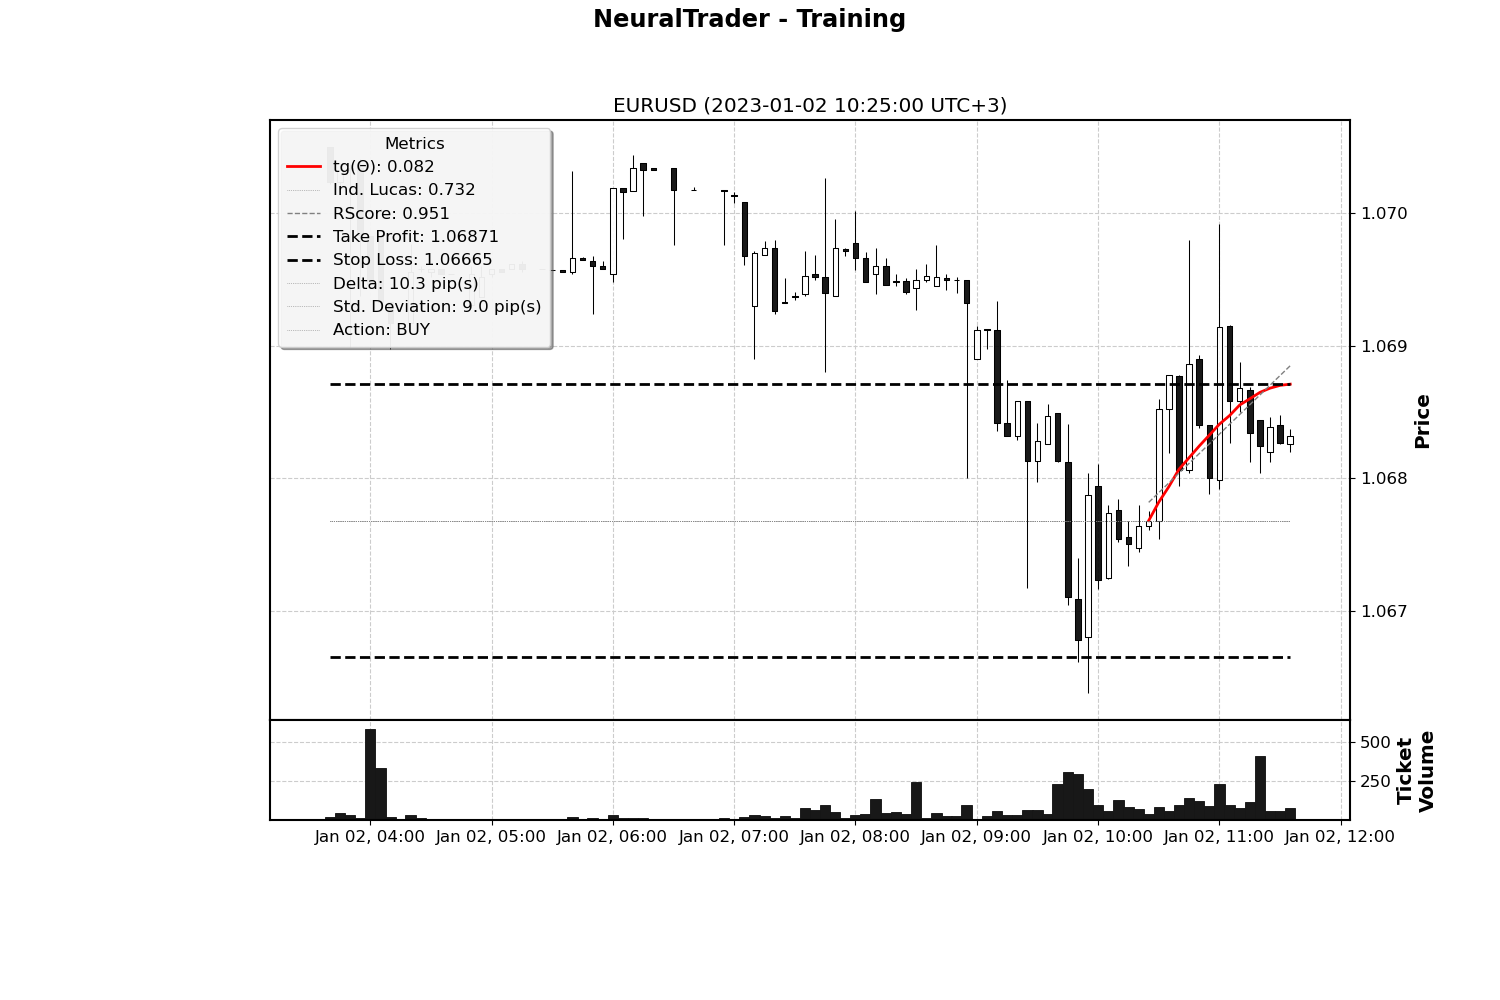 NeuralTrader - Training
EURUSD (2023-01-02 10:25:00 UTC+3)
Metrics
tg(Θ): 0.082
Ind. Lucas: 0.732
RScore: 0.951
Take Profit: 1.06871
Stop Loss: 1.06665
Delta: 10.3 pip(s)
Std. Deviation: 9.0 pip(s)
Action: BUY
1.070
1.069
1.068
1.067
Price
500
250
Ticket
Volume
Jan 02, 04:00
Jan 02, 05:00
Jan 02, 06:00
Jan 02, 07:00
Jan 02, 08:00
Jan 02, 09:00
Jan 02, 10:00
Jan 02, 11:00
Jan 02, 12:00